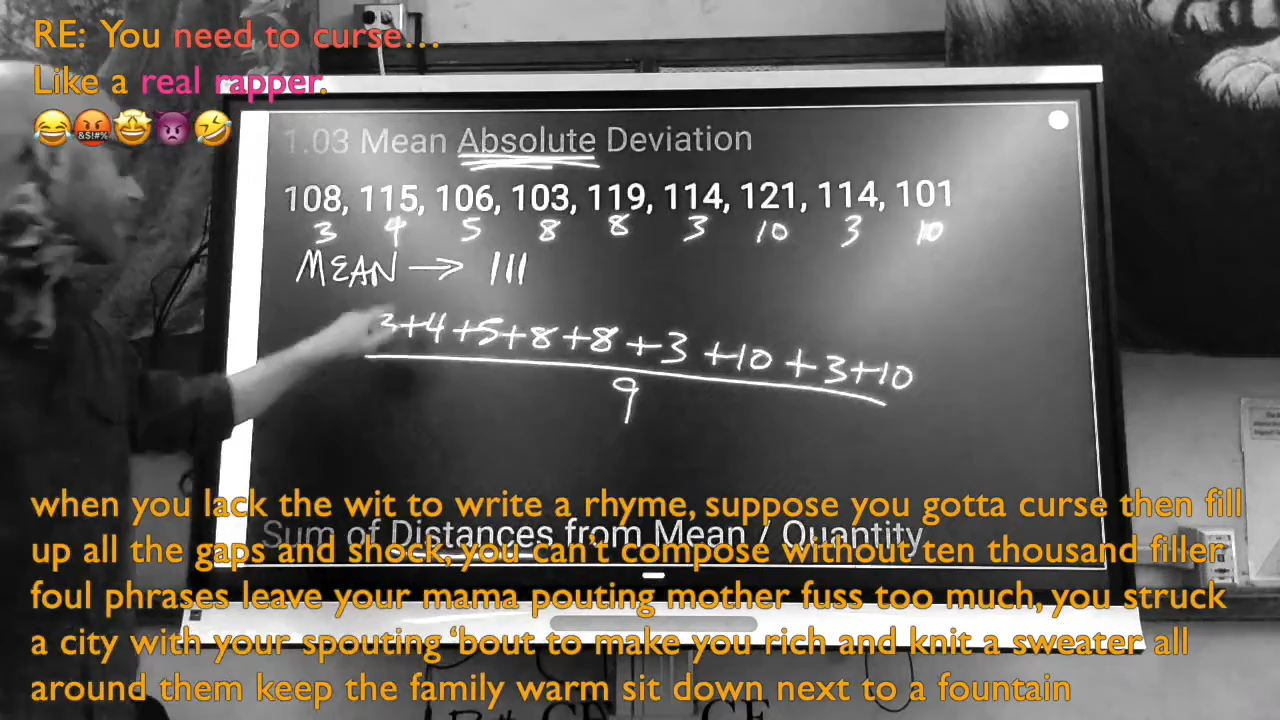 RE: You need to curse…
Like a real rapper.
😂🤬🤩👿🤣
1.03 Mean Absolute Deviation
108, 115, 106, 103, 119, 114, 121, 114, 101
3 4 5 8 8 3 10 3 10
MEAN → 111
3+4+5+8+8+3+10+3+10
9
when you lack the wit to write a rhyme, suppose you gotta curse then fill
Sum of Distances from Mean / Quantity
up all the gaps and shock, you can't compose without ten thousand filler
foul phrases leave your mama pouting mother fuss too much, you struck
a city with your spouting ‘bout to make you rich and knit a sweater all
around them keep the family warm sit down next to a fountain